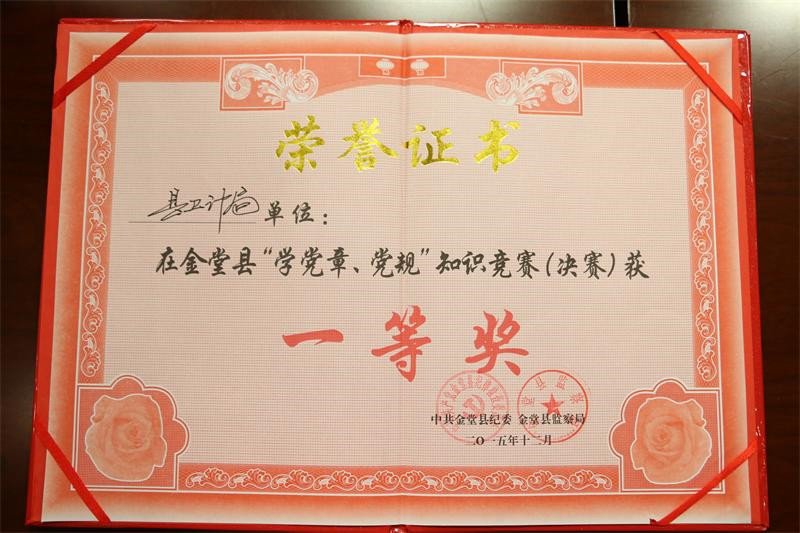 荣誉证书
县卫计局单位：
在金堂县“学党章、党规”知识竞赛（决赛）获
一等奖
中共金堂县纪委 金堂县监察局
二〇一五年十二月